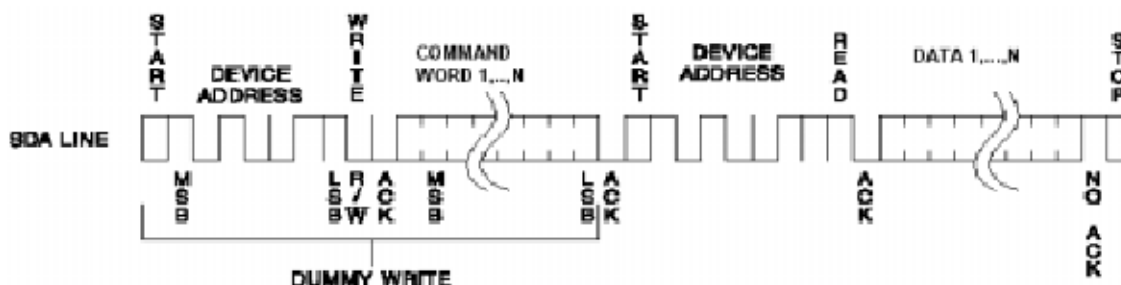 START
WRITE
START
READ
STOP
COMMAND
WORD 1,...,N
DEVICE
ADDRESS
DEVICE
ADDRESS
DATA 1,....,N
SDA LINE
MSB
LSB
R/W
ACK
MSB
LSB
ACK
ACK
NO ACK
DUMMY WRITE